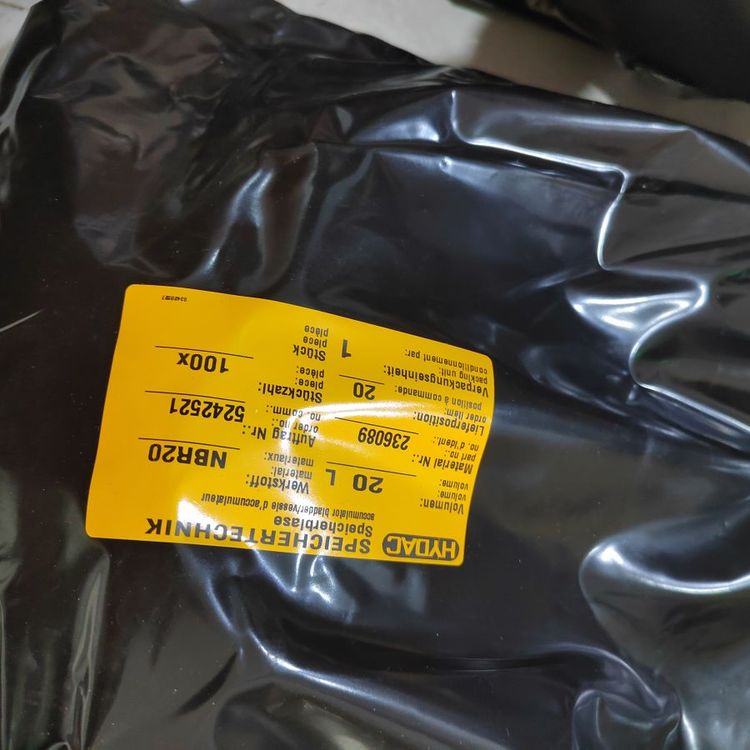 HYDAC SPEICHERTECHNIK
Speicherblase
accumulator bladder/vessele d'accumulateur
Volumen:
volume:
volume:
20 L
Werkstoff:
material:
materiaux:
NBR20
Material Nr.:
part no.:
no. d'ident.:
236089
Auftrag Nr.:
order no.:
no. comm.:
5242521
Lieferposition:
order item:
position à commande:
20
Stückzahl:
piece:
pièce:
100x
Verpackungseinheit:
packing unit:
conditionnement par:
1
Stück
piece
pièce